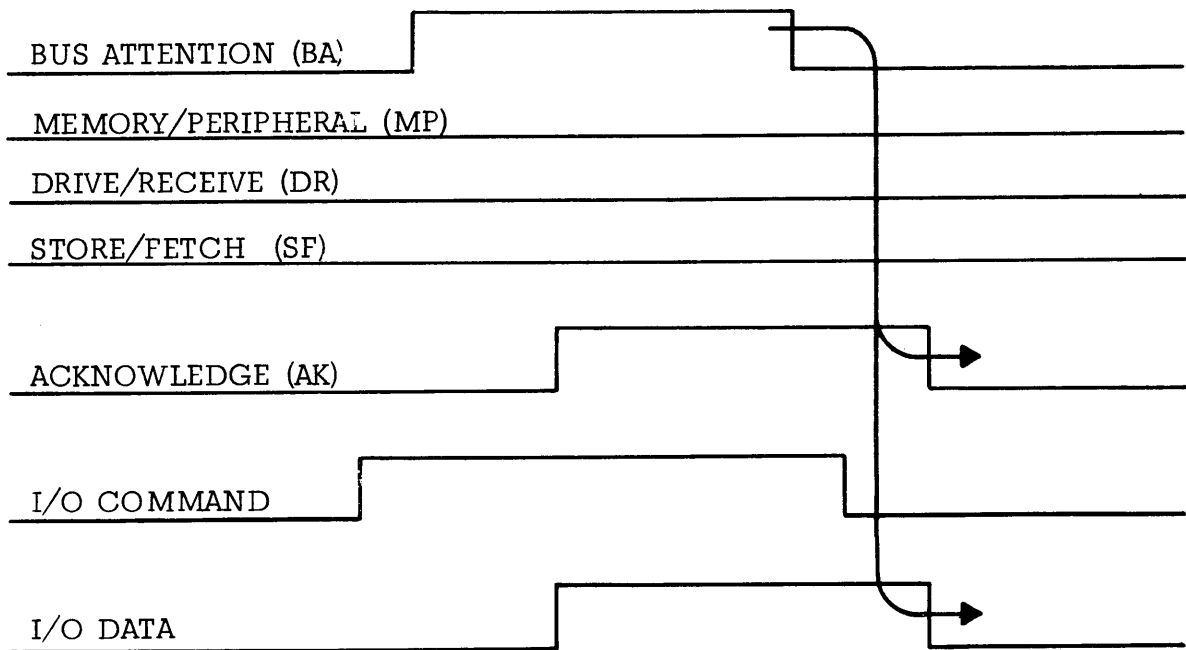 BUS ATTENTION (BA)
MEMORY/PERIPHERAL (MP)
DRIVE/RECEIVE (DR)
STORE/FETCH (SF)
ACKNOWLEDGE (AK)
I/O COMMAND
I/O DATA